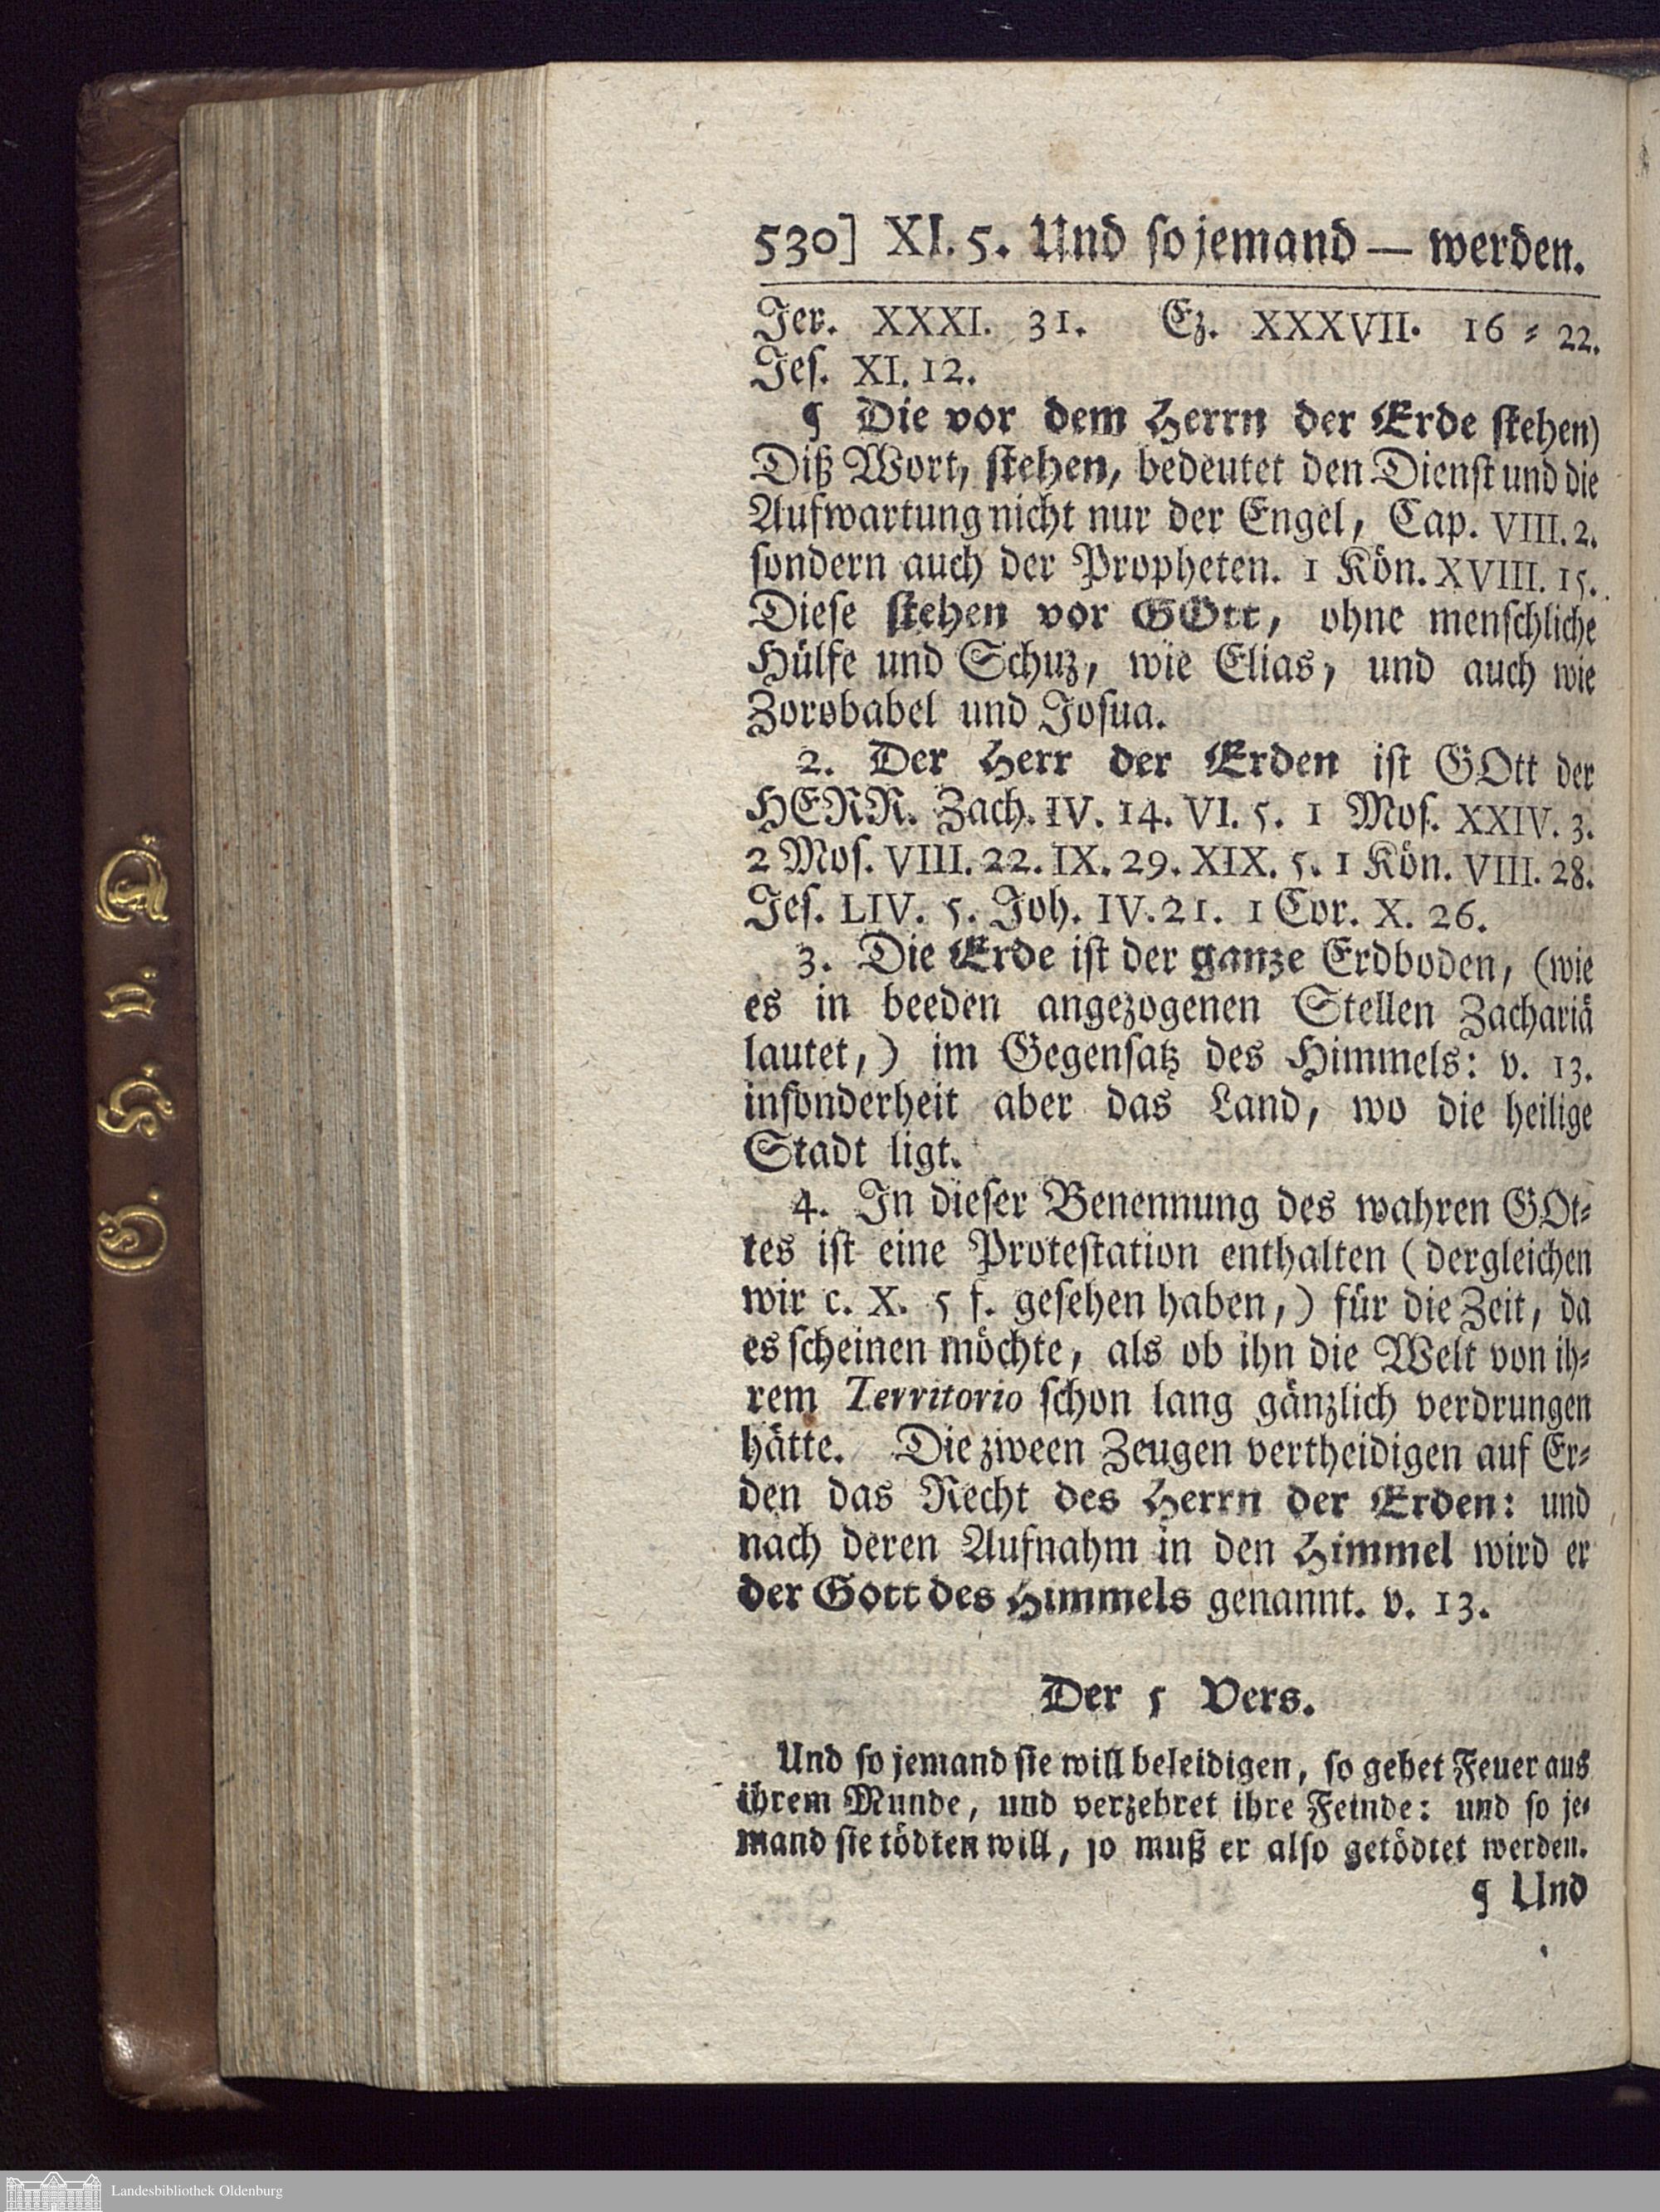 530] XI. 5. Und ſo jemand — werden.
Jer. XXXI. 31. Ez. XXXVII. 16 ⸗ 22.
Jeſ. XI. 12.
¶ Die vor dem Herrn der Erde ſtehen)
Diß Wort, ſtehen, bedeutet den Dienſt und die
Aufwartung nicht nur der Engel, Cap. VIII. 2.
ſondern auch der Propheten. 1 Kön. XVIII. 15.
Dieſe ſtehen vor GOtt, ohne menſchliche
Hülfe und Schuz, wie Elias, und auch wie
Zorobabel und Joſua.
2. Der Herr der Erden iſt GOtt der
HERR. Zach. IV. 14. VI. 5. 1 Moſ. XXIV. 3.
2 Moſ. VIII. 22. IX. 29. XIX. 5. 1 Kön. VIII. 28.
Jeſ. LIV. 5. Joh. IV. 21. 1 Cor. X. 26.
3. Die Erde iſt der ganze Erdboden, (wie
es in beeden angezogenen Stellen Zachariä
lautet,) im Gegenſatz des Himmels: v. 13.
inſonderheit aber das Land, wo die heilige
Stadt ligt.
4. In dieſer Benennung des wahren GOt⸗
tes iſt eine Proteſtation enthalten (dergleichen
wir c. X. 5 f. geſehen haben,) für die Zeit, da
es ſcheinen möchte, als ob ihn die Welt von ih⸗
rem Territorio ſchon lang gänzlich verdrungen
hätte. Die zween Zeugen vertheidigen auf Er⸗
den das Recht des Herrn der Erden: und
nach deren Aufnahm in den Himmel wird er
der Gott des Himmels genannt. v. 13.
Der 5 Vers.
Und ſo jemand ſie will beleidigen, ſo gehet Feuer aus
ihrem Munde, und verzehret ihre Feinde: und ſo je⸗
mand ſie tödten will, ſo muß er alſo getödtet werden.
¶ Und
G. H. v. A.
Landesbibliothek Oldenburg